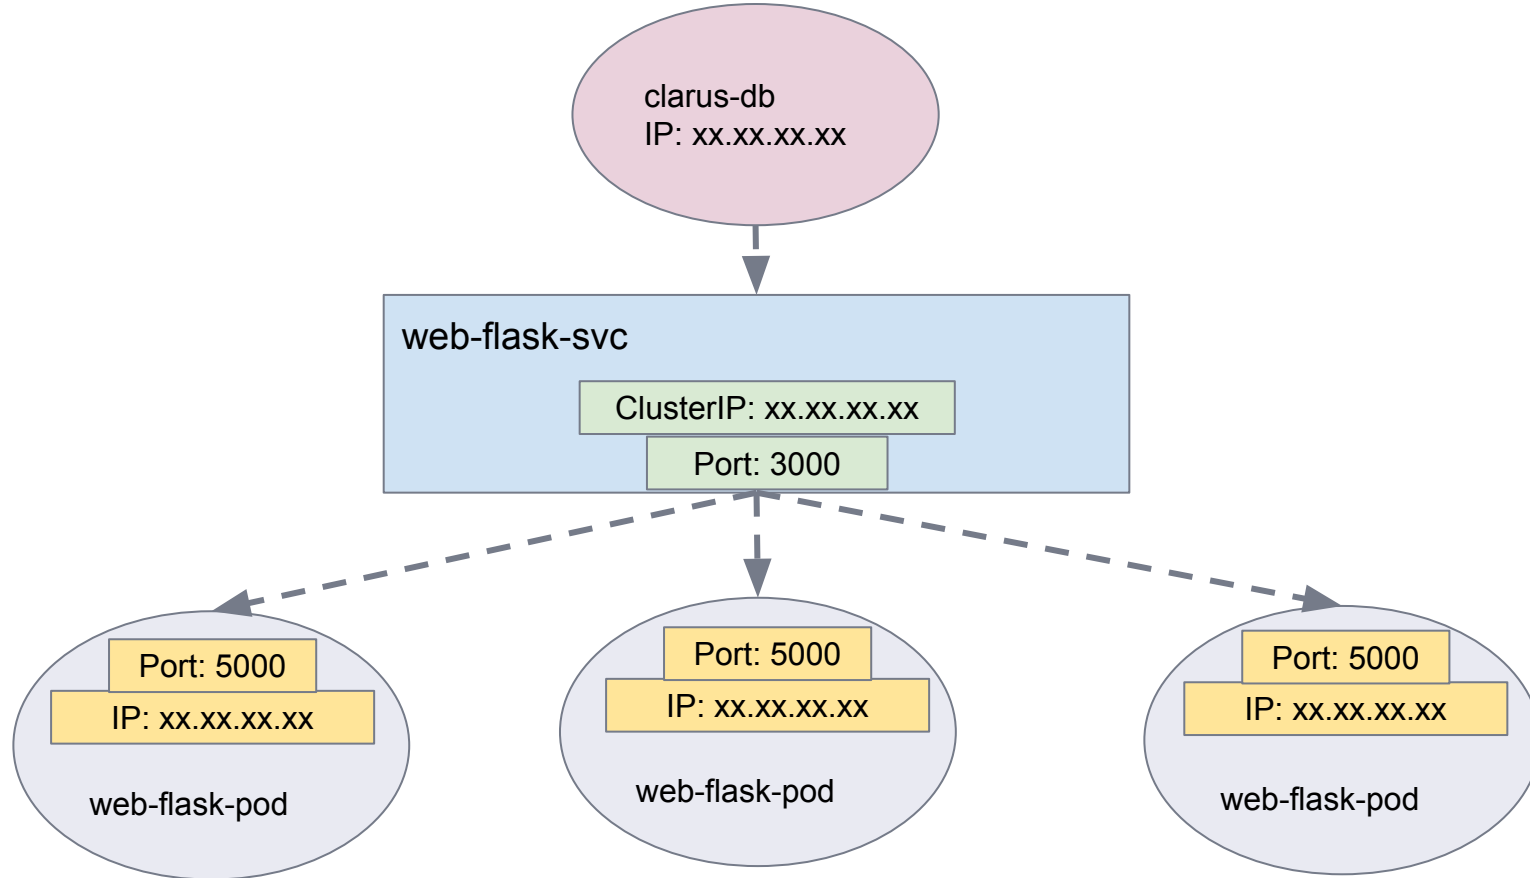 clarus-db
IP: xx.xx.xx.xx
web-flask-svc
ClusterIP: xx.xx.xx.xx
Port: 3000
Port: 5000
IP: xx.xx.xx.xx
web-flask-pod
Port: 5000
IP: xx.xx.xx.xx
web-flask-pod
Port: 5000
IP: xx.xx.xx.xx
web-flask-pod